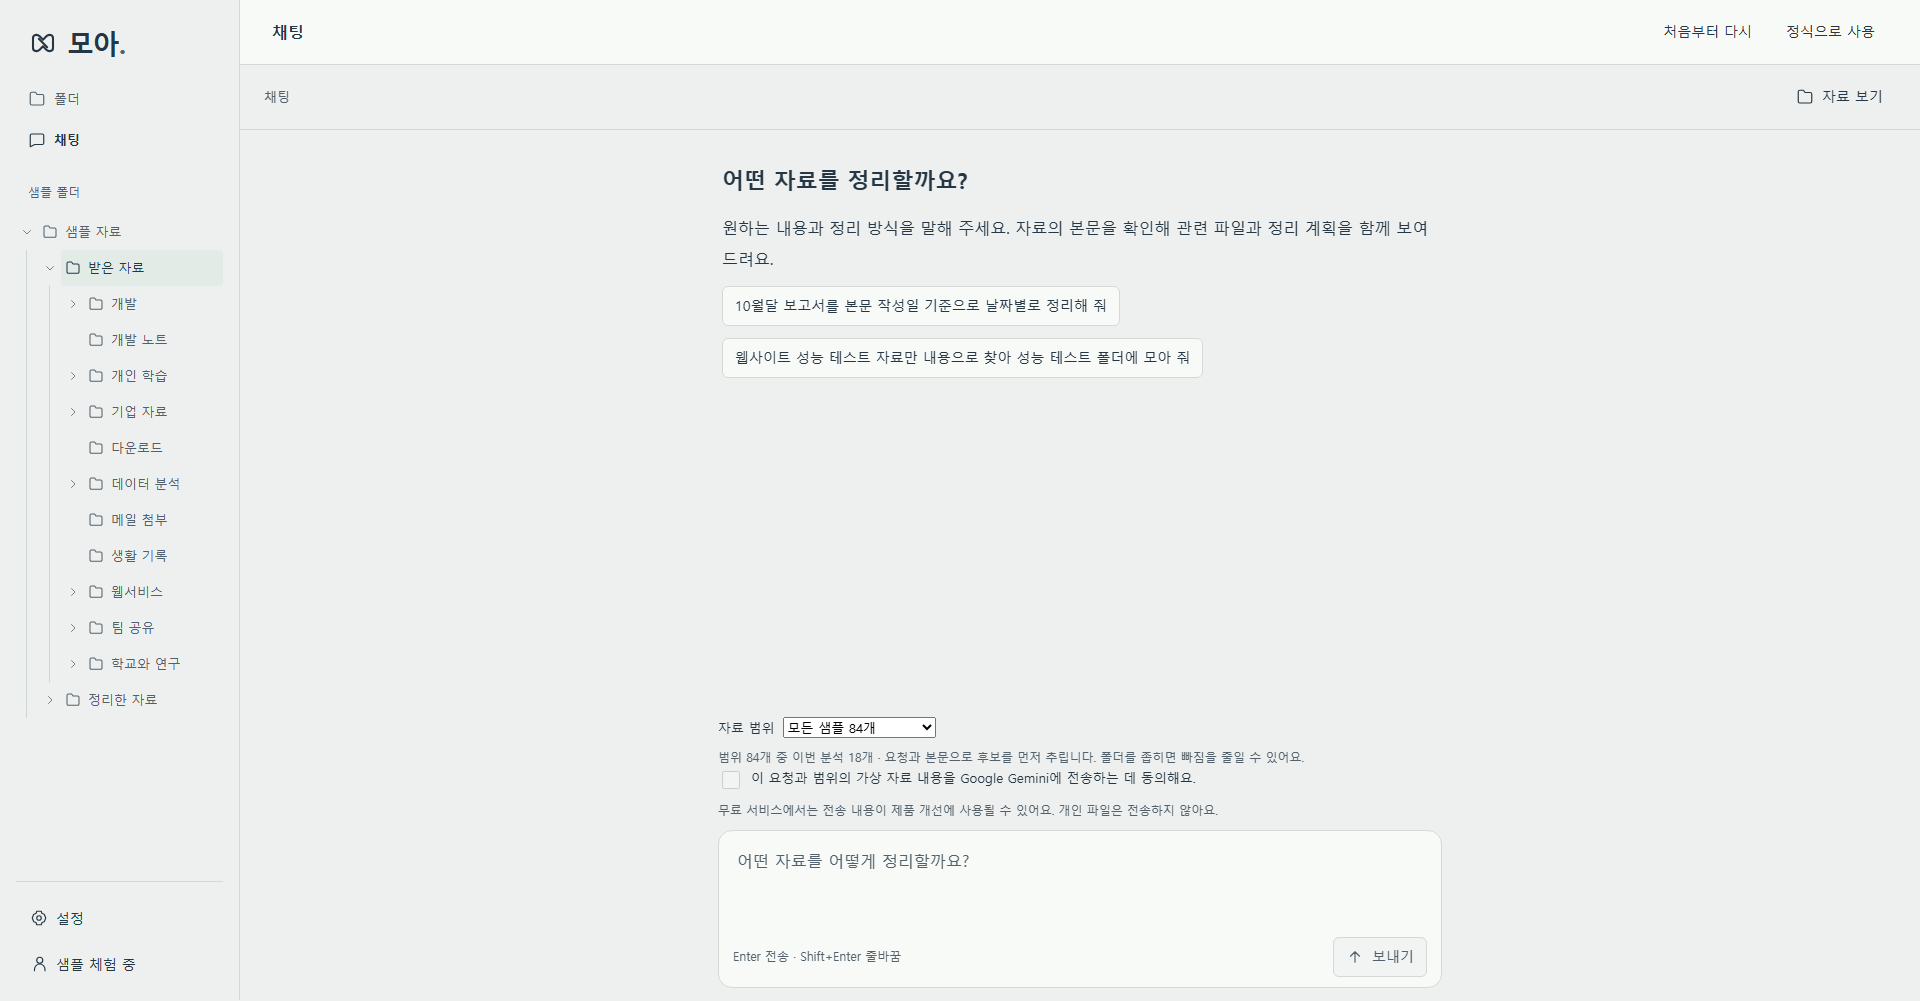 모아.
폴더
채팅
샘플 폴더
샘플 자료
받은 자료
개발
개발 노트
개인 학습
기업 자료
다운로드
데이터 분석
메일 첨부
생활 기록
웹서비스
팀 공유
학교와 연구
정리한 자료
설정
샘플 체험 중
채팅
처음부터 다시
정식으로 사용
채팅
자료 보기
어떤 자료를 정리할까요?
원하는 내용과 정리 방식을 말해 주세요. 자료의 본문을 확인해 관련 파일과 정리 계획을 함께 보여
드려요.
10월달 보고서를 본문 작성일 기준으로 날짜별로 정리해 줘
웹사이트 성능 테스트 자료만 내용으로 찾아 성능 테스트 폴더에 모아 줘
자료 범위 모든 샘플 84개
범위 84개 중 이번 분석 18개 · 요청과 본문으로 후보를 먼저 추립니다. 폴더를 좁히면 빠짐을 줄일 수 있어요.
이 요청과 범위의 가상 자료 내용을 Google Gemini에 전송하는 데 동의해요.
무료 서비스에서는 전송 내용이 제품 개선에 사용될 수 있어요. 개인 파일은 전송하지 않아요.
어떤 자료를 어떻게 정리할까요?
Enter 전송 · Shift+Enter 줄바꿈
보내기